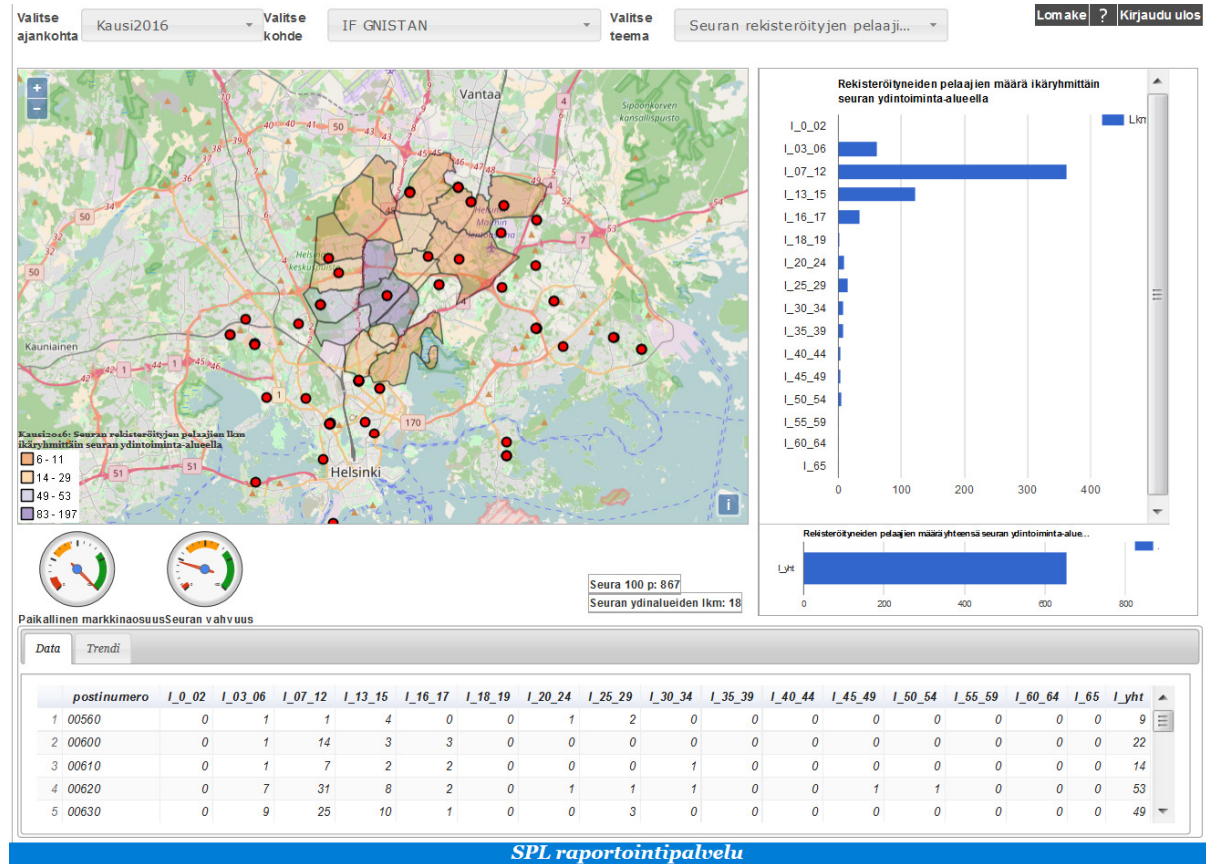 Valitse ajankohta
Kausi2016
Valitse kohde
IF GNISTAN
Valitse teema
Seuran rekisteröityjen pelaaji...
Lomake ? Kirjaudu ulos
+
-
Vantaa
Sipoonkorven
kansallispuisto
Kauniainen
Helsinki
170
Kausi2016: Seuran rekisteröityjen pelaajien lkm
ikäryhmittäin seuran ydintoiminta-alueella
6 - 11
14 - 29
49 - 53
83 - 197
i
Rekisteröityneiden pelaajien määrä ikäryhmittäin
seuran ydintoiminta-alueella
Lkm
I_0_02
I_03_06
I_07_12
I_13_15
I_16_17
I_18_19
I_20_24
I_25_29
I_30_34
I_35_39
I_40_44
I_45_49
I_50_54
I_55_59
I_60_64
I_65
0 100 200 300 400
Rekisteröityneiden pelaajien määrä yhteensä seuran ydintoiminta-alue...
I_yht
0 200 400 600 800
Paikallinen markkinaosuus Seuran vahvuus
Seura 100 p: 867
Seuran ydinalueiden lkm: 18
Data Trendi
postinumero I_0_02 I_03_06 I_07_12 I_13_15 I_16_17 I_18_19 I_20_24 I_25_29 I_30_34 I_35_39 I_40_44 I_45_49 I_50_54 I_55_59 I_60_64 I_65 I_yht
1 00560 0 1 1 4 0 0 1 2 0 0 0 0 0 0 0 0 9
2 00600 0 1 14 3 3 0 0 0 0 0 0 0 0 0 0 0 22
3 00610 0 1 7 2 2 0 0 0 1 0 0 0 0 0 0 0 14
4 00620 0 7 31 8 2 0 1 1 1 0 0 1 1 0 0 0 53
5 00630 0 9 25 10 1 0 0 3 0 0 0 0 0 0 0 0 49
SPL raportointipalvelu